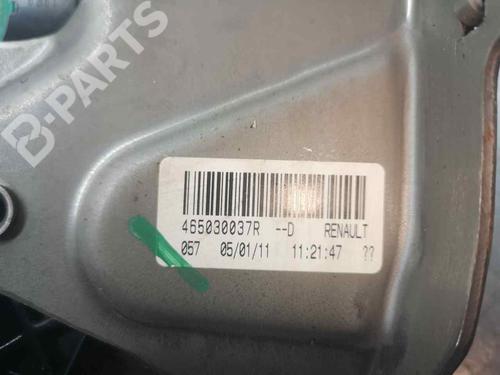 B-PARTS
465030037R --D RENAULT
057 05/01/11 11:21:47 ??